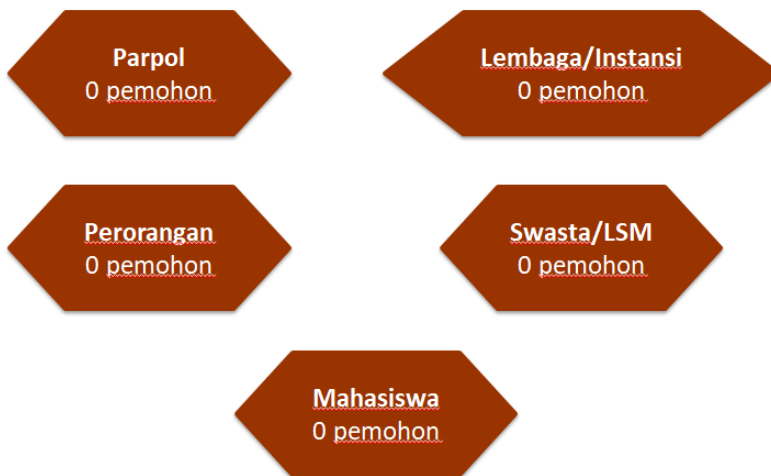 Parpol
0 pemohon
Lembaga/Instansi
0 pemohon
Perorangan
0 pemohon
Swasta/LSM
0 pemohon
Mahasiswa
0 pemohon